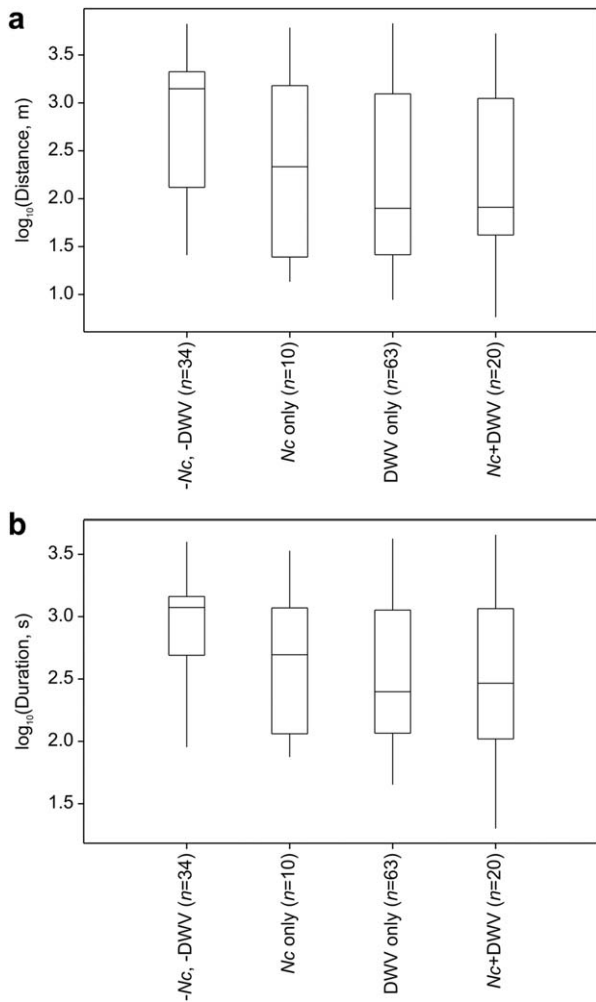 a
log₁₀(Distance, m)
3.5
3.0
2.5
2.0
1.5
1.0
-Nc, -DWV (n=34)
Nc only (n=10)
DWV only (n=63)
Nc+DWV (n=20)
b
log₁₀(Duration, s)
3.5
3.0
2.5
2.0
1.5
-Nc, -DWV (n=34)
Nc only (n=10)
DWV only (n=63)
Nc+DWV (n=20)